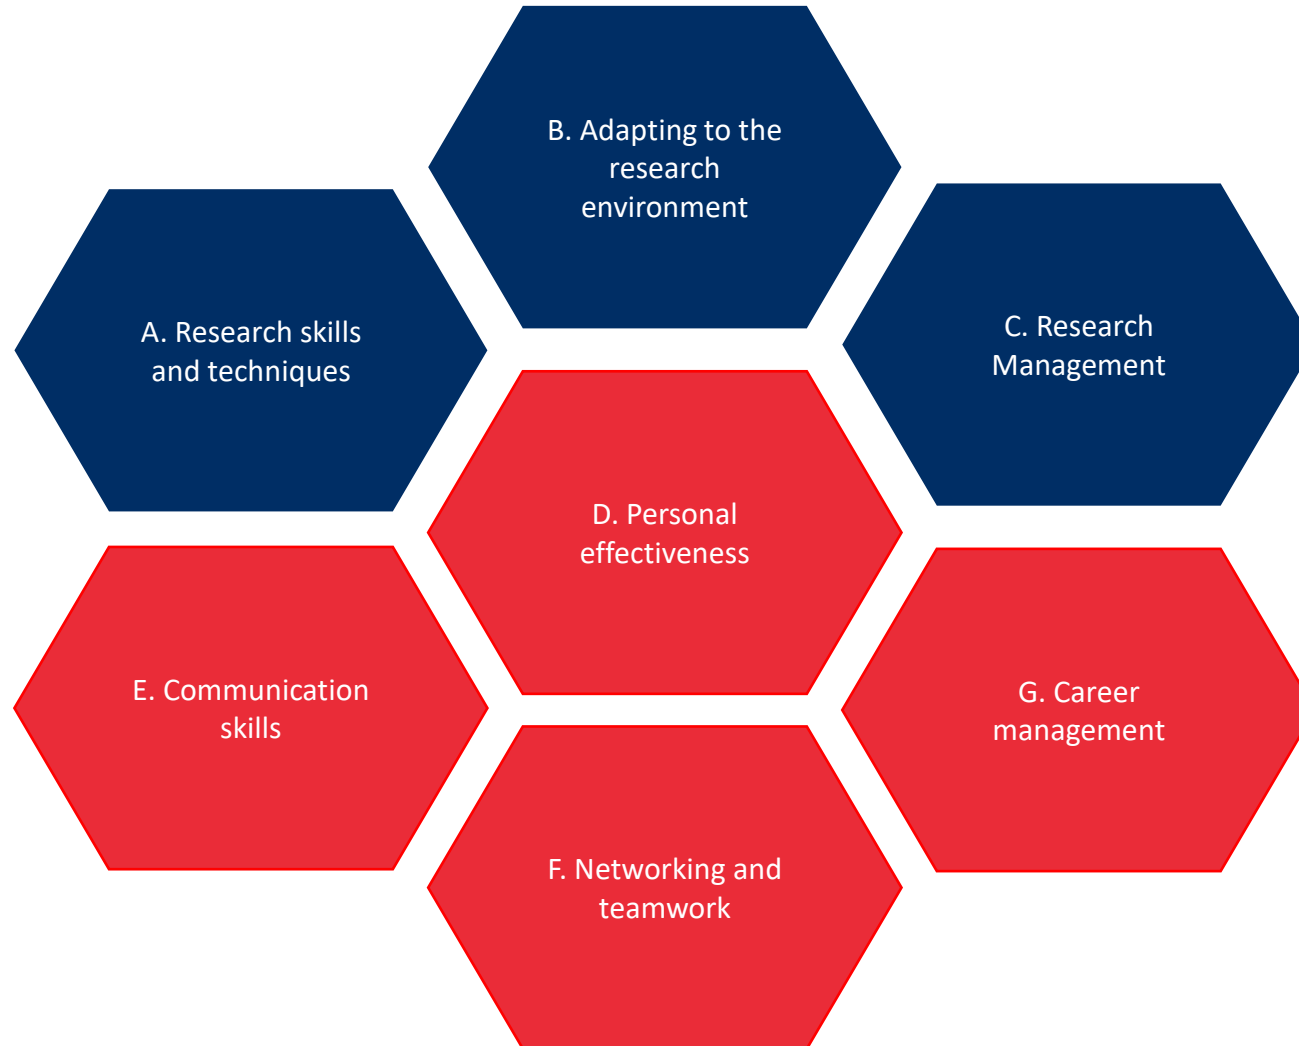 B. Adapting to the
research
environment
A. Research skills
and techniques
C. Research
Management
D. Personal
effectiveness
E. Communication
skills
G. Career
management
F. Networking and
teamwork